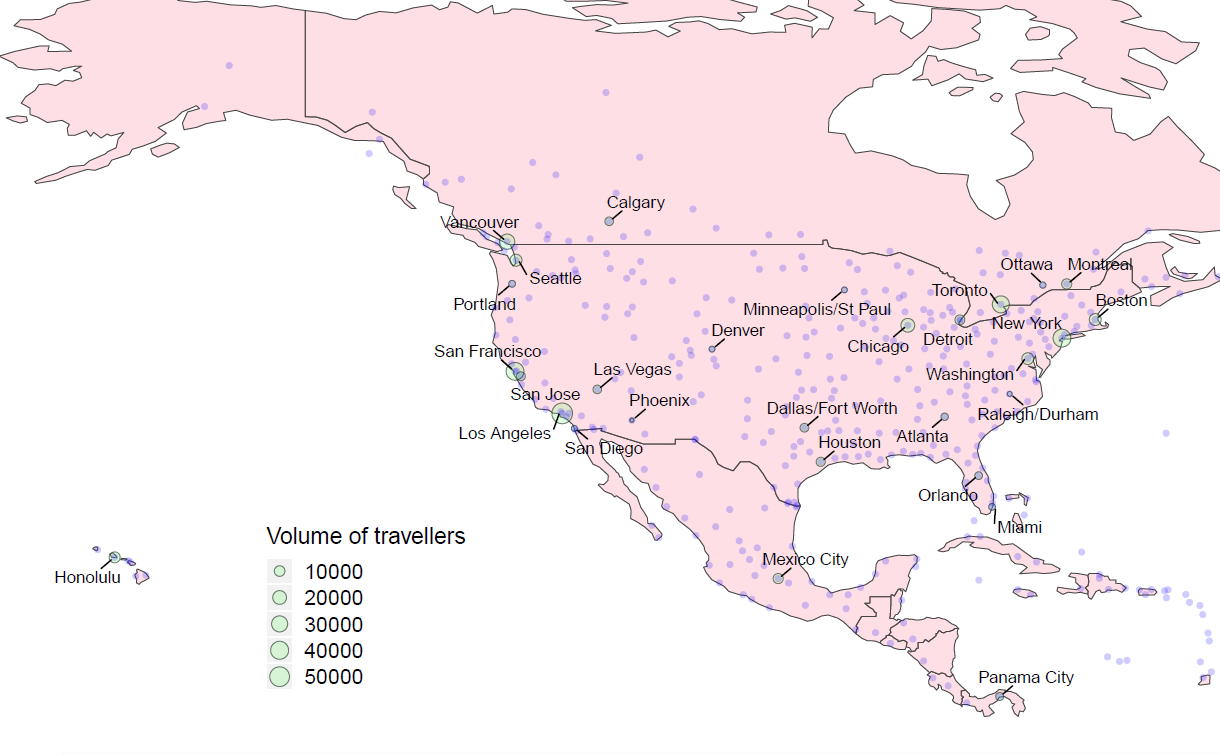 Calgary
Vancouver
Seattle
Ottawa
Montreal
Portland
Toronto
Boston
Minneapolis/St Paul
New York
Denver
Detroit
Chicago
San Francisco
Las Vegas
Washington
San Jose
Phoenix
Dallas/Fort Worth
Raleigh/Durham
Los Angeles
Atlanta
San Diego
Houston
Orlando
Miami
Volume of travellers
Mexico City
10000
Honolulu
20000
30000
40000
50000
Panama City